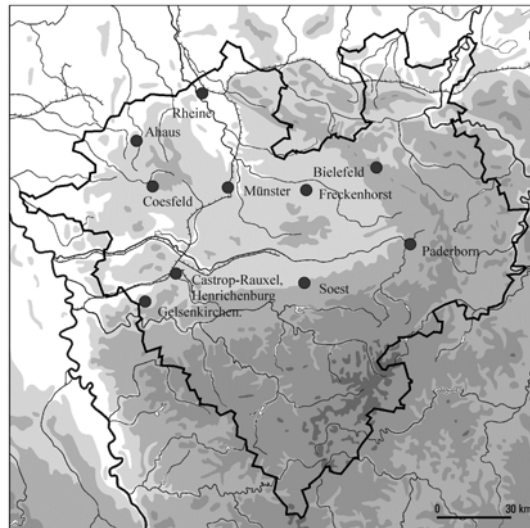 Rheine
Ahaus
Bielefeld
Coesfeld
Münster
Freckenhorst
Paderborn
Castrop-Rauxel,
Henrichenburg
Soest
Gelsenkirchen.
0 30 km